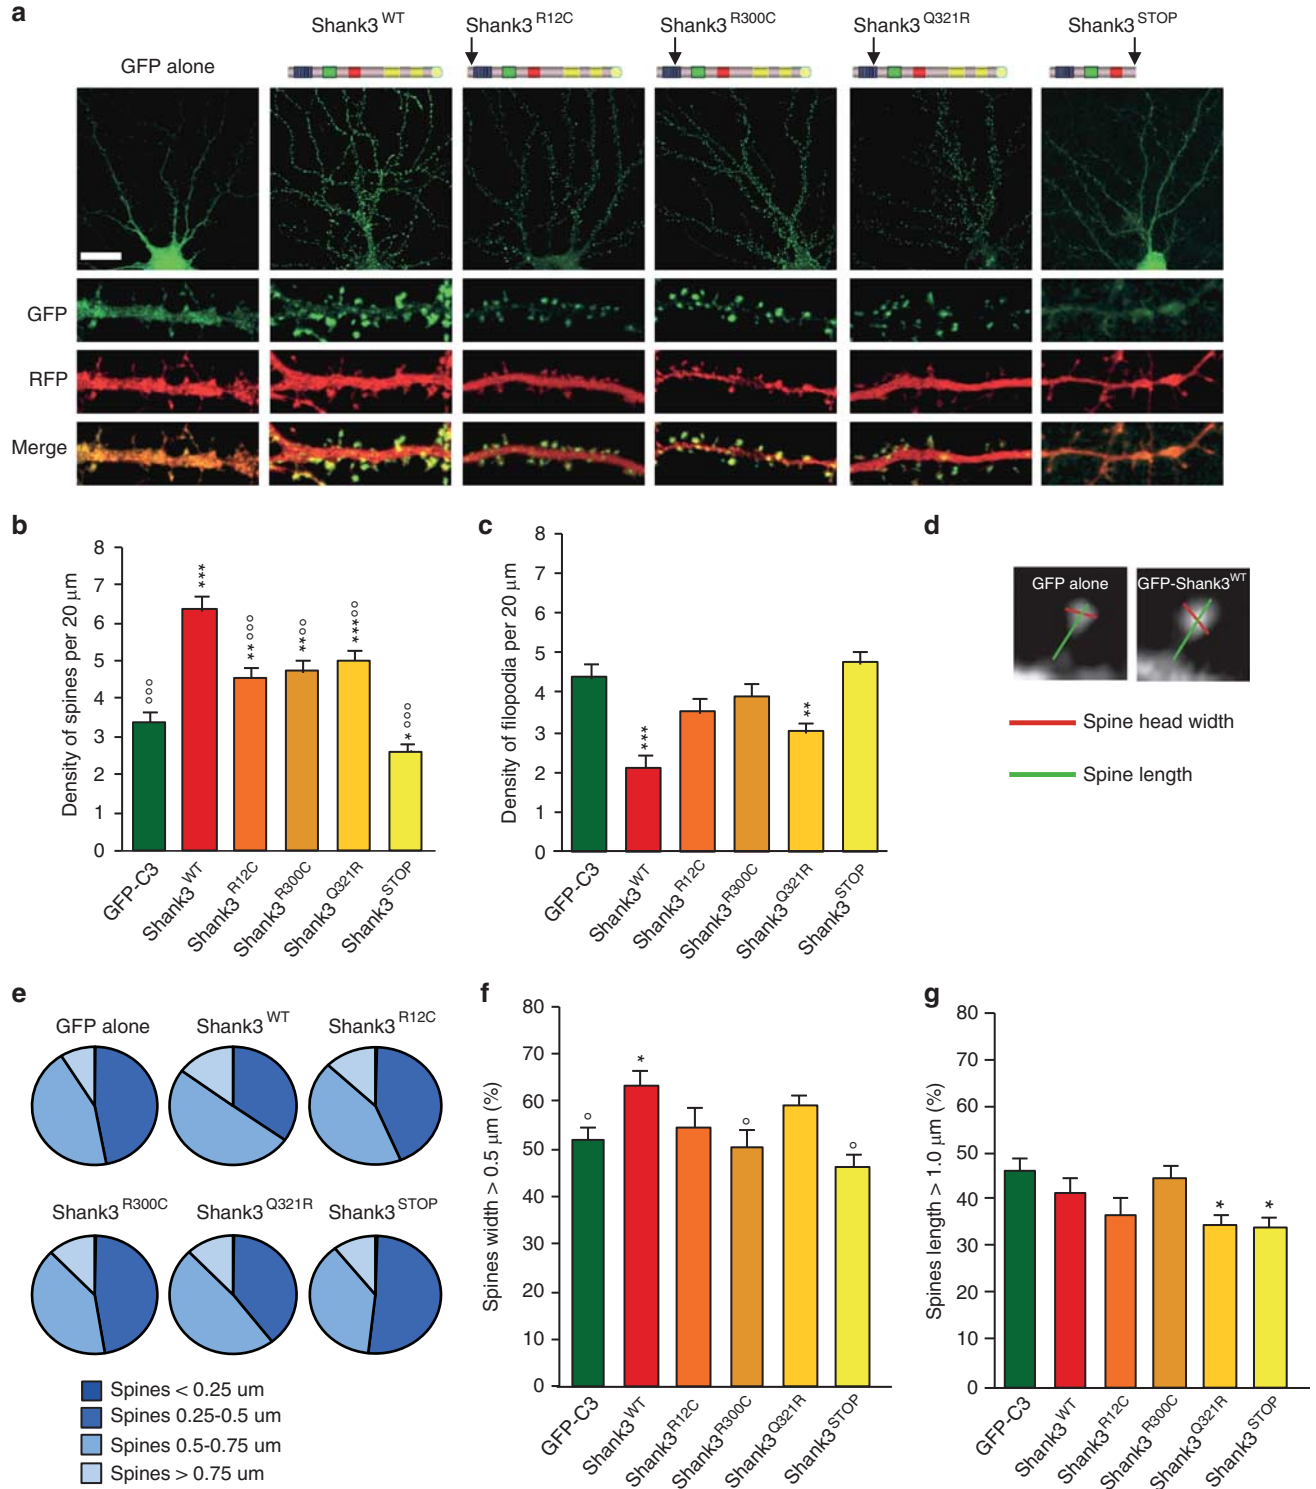 a
Shank3 WT
Shank3 R12C
Shank3 R300C
Shank3 Q321R
Shank3 STOP
GFP alone
GFP
RFP
Merge
b
Density of spines per 20 µm
8
7
6
5
4
3
2
1
0
°°°
***
**°°°
**°°
***°°
*°°°
GFP-C3
Shank3 WT
Shank3 R12C
Shank3 R300C
Shank3 Q321R
Shank3 STOP
c
Density of filopodia per 20 µm
8
7
6
5
4
3
2
1
0
***
**
GFP-C3
Shank3 WT
Shank3 R12C
Shank3 R300C
Shank3 Q321R
Shank3 STOP
d
GFP alone
GFP-Shank3 WT
Spine head width
Spine length
e
GFP alone
Shank3 WT
Shank3 R12C
Shank3 R300C
Shank3 Q321R
Shank3 STOP
Spines < 0.25 um
Spines 0.25-0.5 um
Spines 0.5-0.75 um
Spines > 0.75 um
f
Spines width > 0.5 µm (%)
80
70
60
50
40
30
20
10
0
°
*
°
°
GFP-C3
Shank3 WT
Shank3 R12C
Shank3 R300C
Shank3 Q321R
Shank3 STOP
g
Spines length > 1.0 µm (%)
80
70
60
50
40
30
20
10
0
*
*
GFP-C3
Shank3 WT
Shank3 R12C
Shank3 R300C
Shank3 Q321R
Shank3 STOP